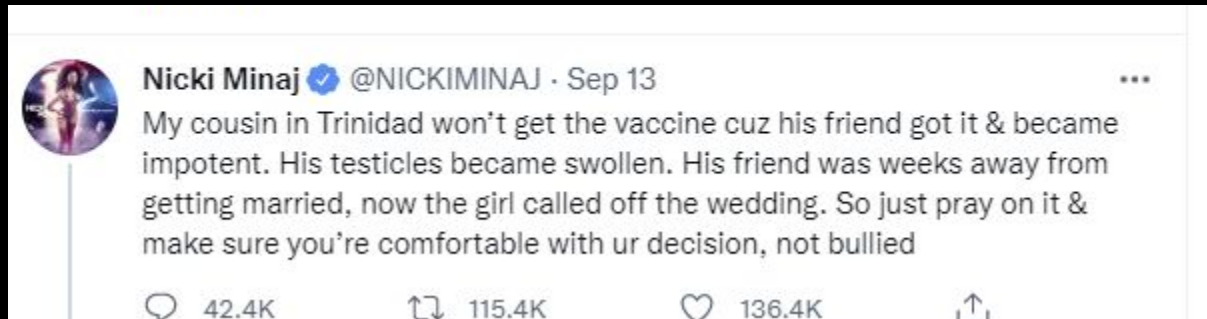 Nicki Minaj @NICKIMINAJ · Sep 13
My cousin in Trinidad won't get the vaccine cuz his friend got it & became
impotent. His testicles became swollen. His friend was weeks away from
getting married, now the girl called off the wedding. So just pray on it &
make sure you're comfortable with ur decision, not bullied
42.4K 115.4K 136.4K